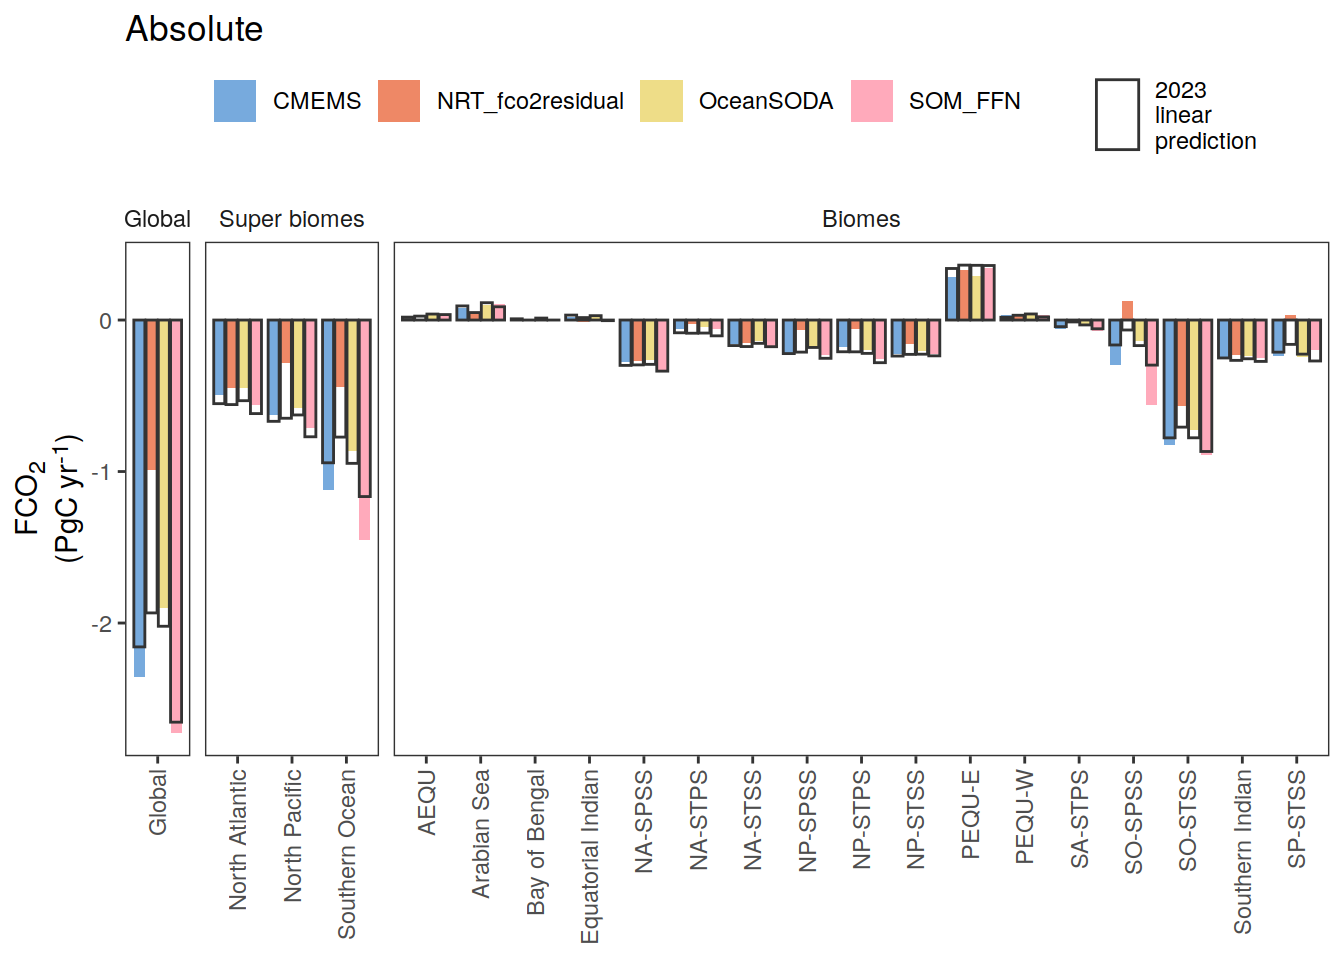 Absolute
CMEMS
NRT_fco2residual
OceanSODA
SOM_FFN
2023
linear
prediction
Global
Super biomes
Biomes
FCO₂
(PgC yr⁻¹)
0
-1
-2
Global
North Atlantic
North Pacific
Southern Ocean
AEQU
Arabian Sea
Bay of Bengal
Equatorial Indian
NA-SPSS
NA-STPS
NA-STSS
NP-SPSS
NP-STPS
NP-STSS
PEQU-E
PEQU-W
SA-STPS
SO-SPSS
SO-STSS
Southern Indian
SP-STSS